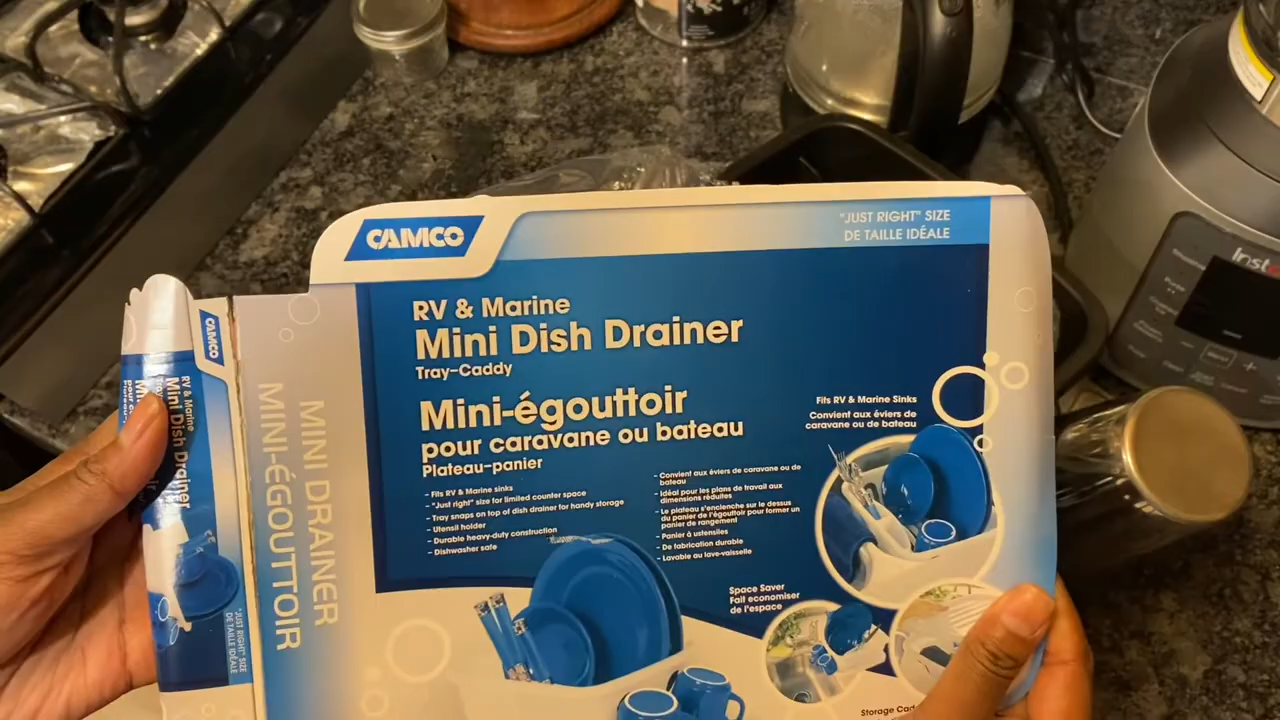 CAMCO
"JUST RIGHT" SIZE
DE TAILLE IDÉALE
RV & Marine
Mini Dish Drainer
Tray-Caddy
Mini-égouttoir
pour caravane ou bateau
Plateau-panier
- Fits RV & Marine sinks
- "Just right" size for limited counter space
- Tray snaps on top of dish drainer for handy storage
- Utensil holder
- Durable heavy-duty construction
- Dishwasher safe
- Convient aux éviers de caravane ou de
bateau
- Idéal pour les plans de travail aux
dimensions réduites
- Le plateau s'enclenche sur le dessus
du panier de l'égouttoir pour former un
panier de rangement
- Panier à ustensiles
- De fabrication durable
- Lavable au lave-vaisselle
Fits RV & Marine Sinks
Convient aux éviers de
caravane ou de bateau
Space Saver
Fait economiser
de l'espace
Storage
MINI DRAINER
MINI-ÉGOUTTOIR
CAMCO
RV & Marine
Mini Dish Drainer
"JUST RIGHT" SIZE
DE TAILLE IDÉALE
Inst